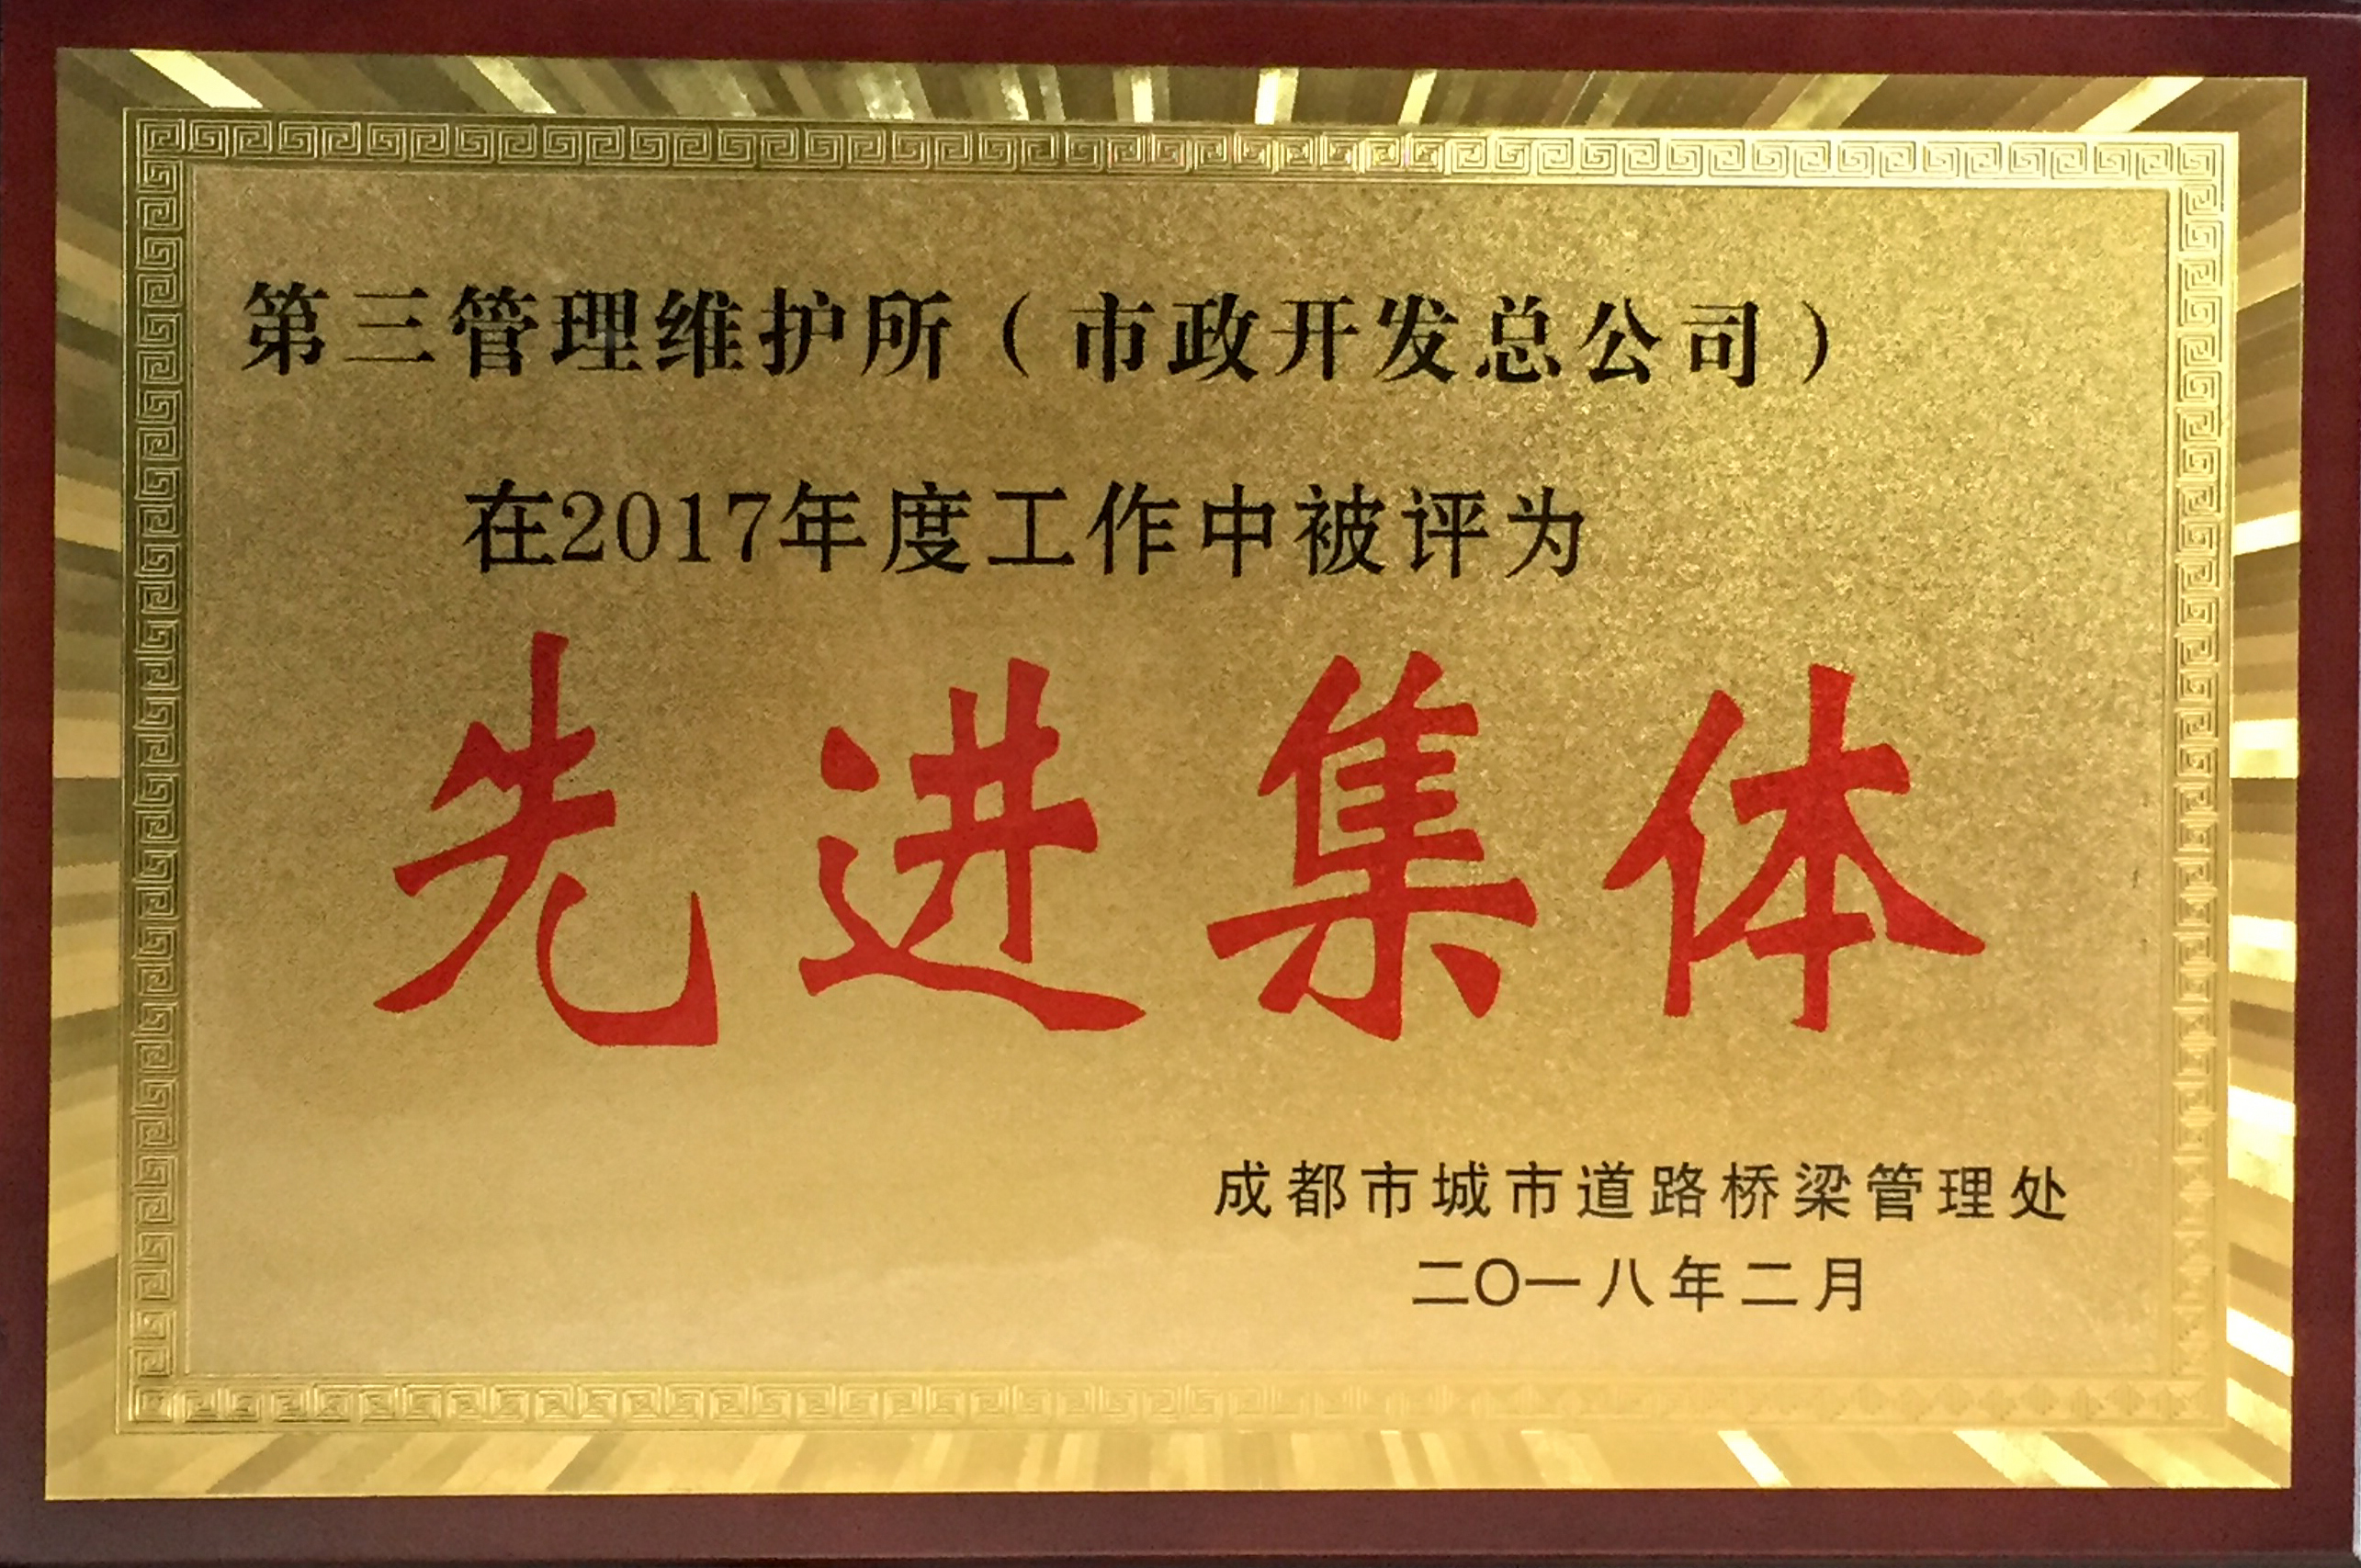 第三管理维护所（市政开发总公司）
在2017年度工作中被评为
先进集体
成都市城市道路桥梁管理处
二〇一八年二月